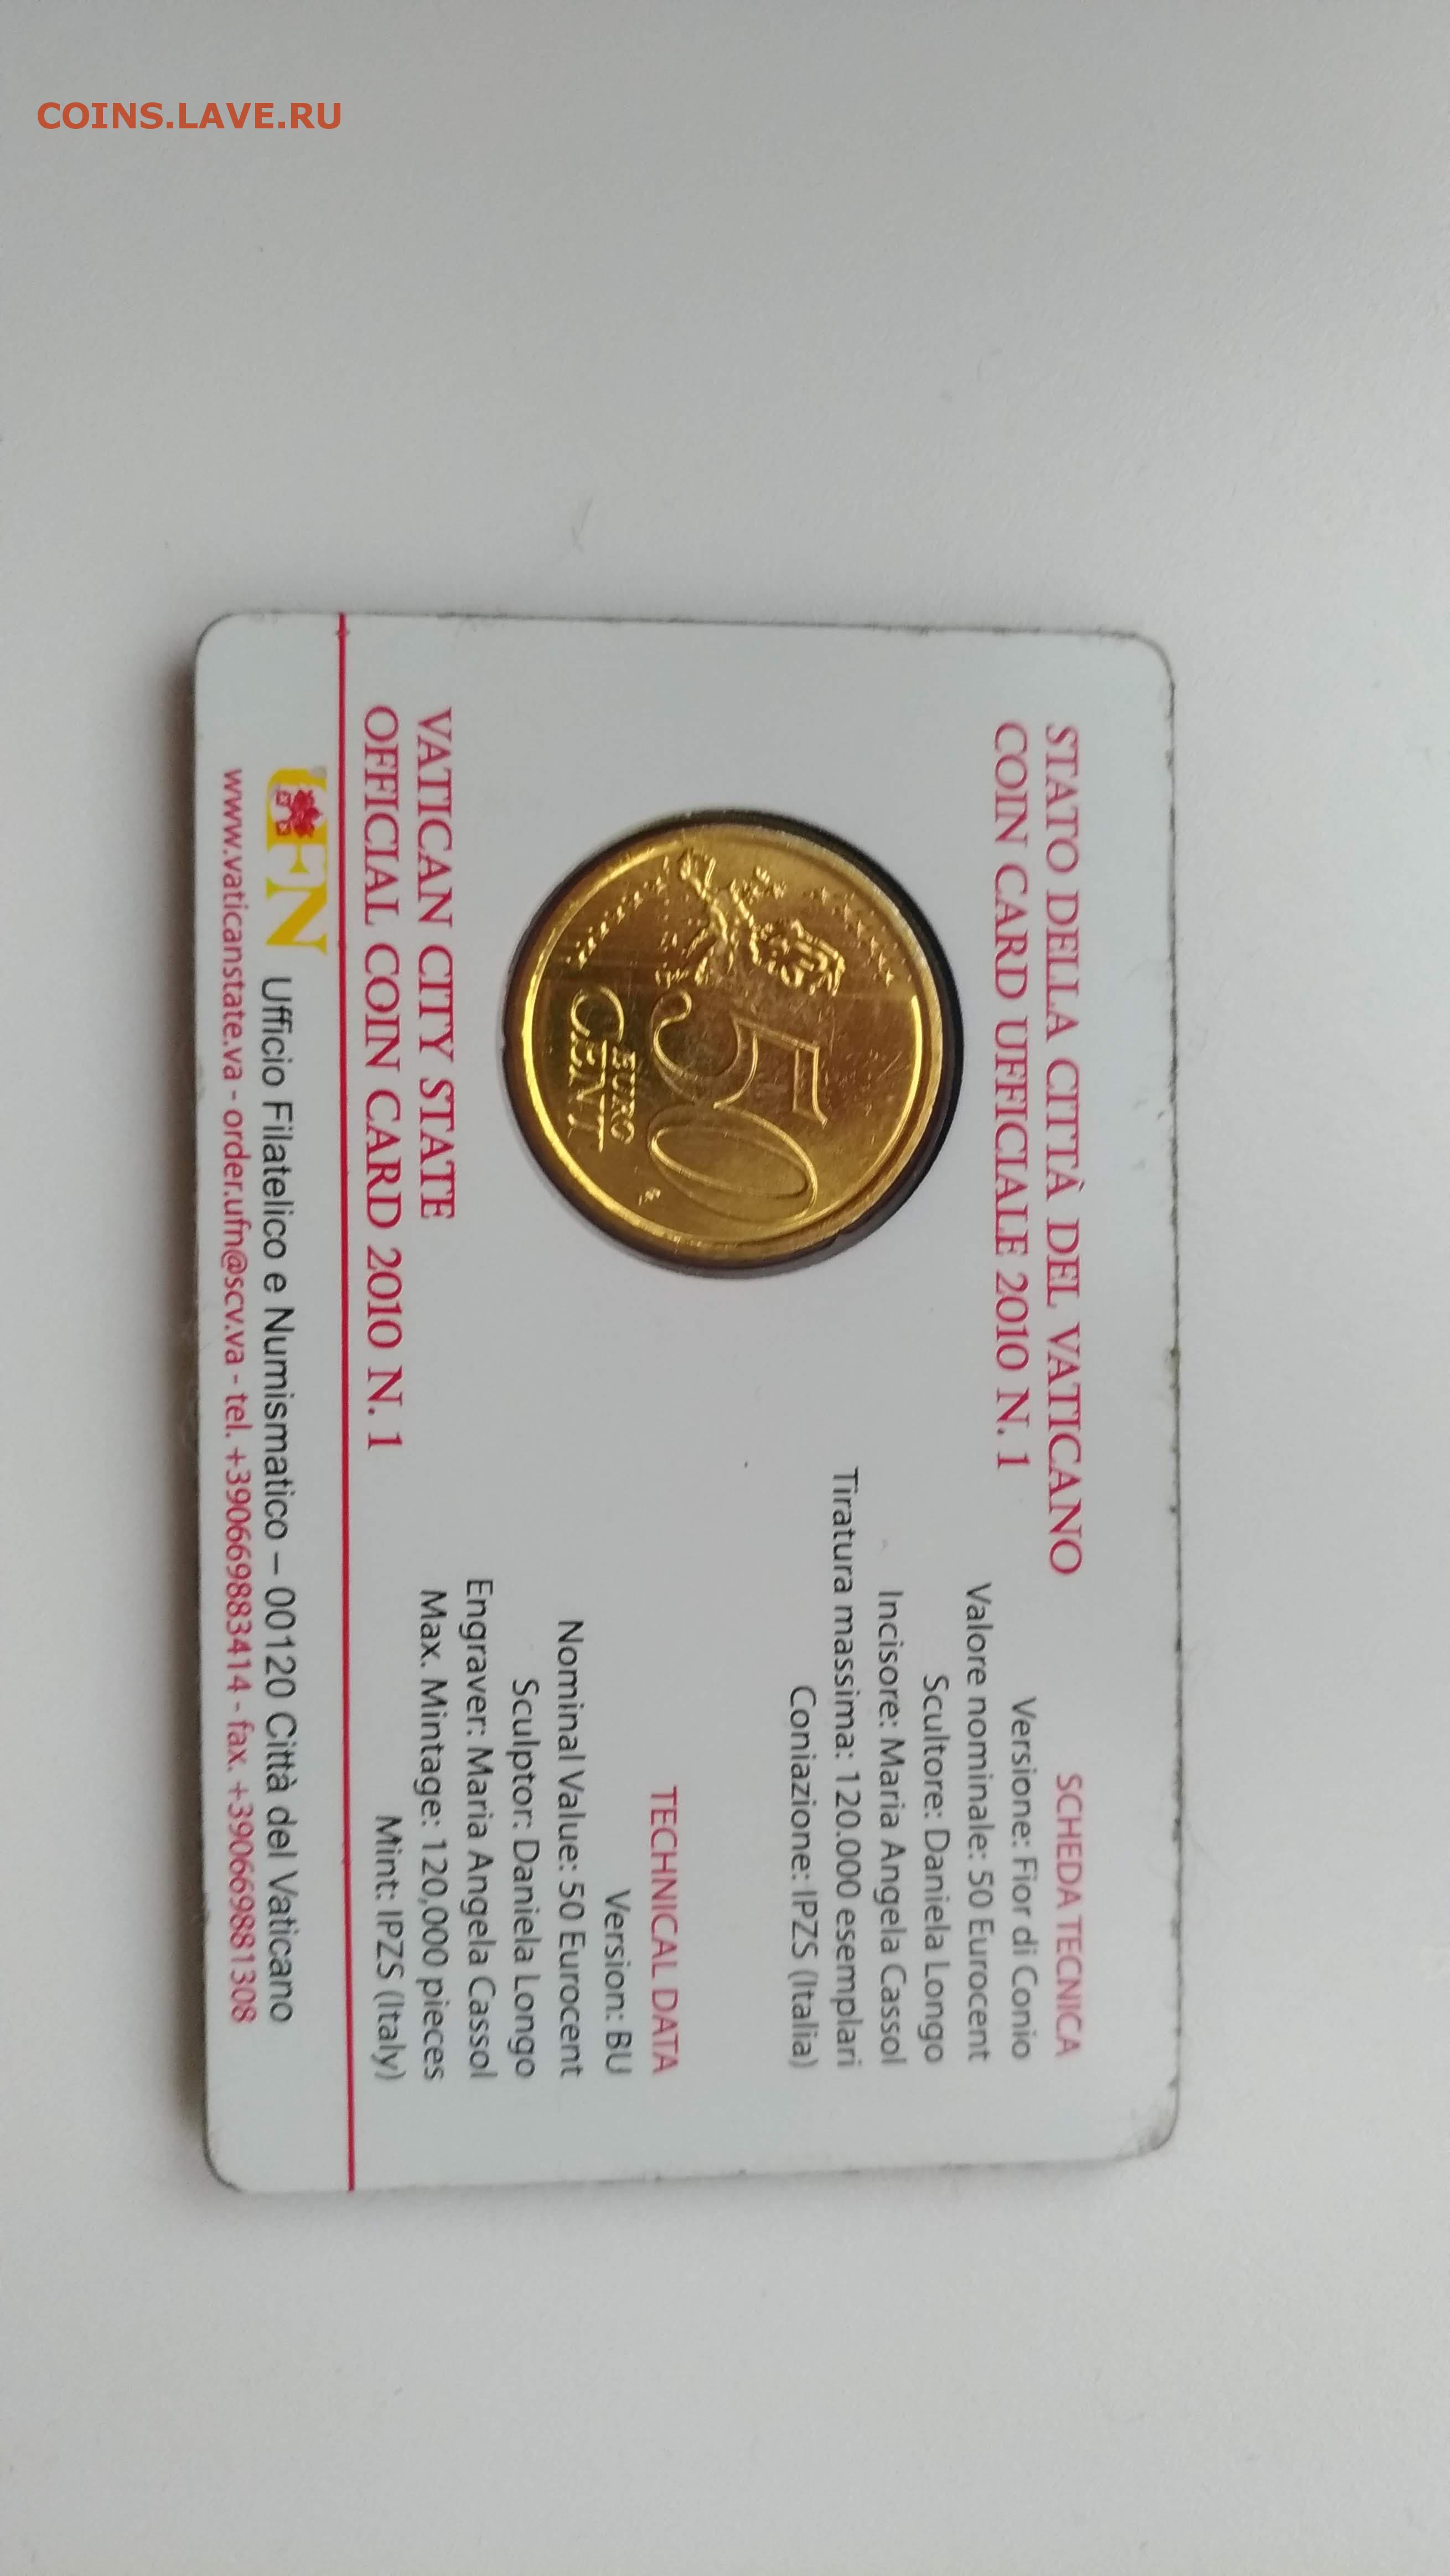 COINS.LAVE.RU
STATO DELLA CITTÀ DEL VATICANO
COIN CARD UFFICIALE 2010 N. 1
SCHEDA TECNICA
Versione: Fior di Conio
Valore nominale: 50 Eurocent
Scultore: Daniela Longo
Incisore: Maria Angela Cassol
Tiratura massima: 120.000 esemplari
Coniazione: IPZS (Italia)
50
EURO
CENT
TECHNICAL DATA
Version: BU
Nominal Value: 50 Eurocent
Sculptor: Daniela Longo
Engraver: Maria Angela Cassol
Max. Mintage: 120,000 pieces
Mint: IPZS (Italy)
VATICAN CITY STATE
OFFICIAL COIN CARD 2010 N. 1
UFN Ufficio Filatelico e Numismatico – 00120 Città del Vaticano
www.vaticanstate.va - order.ufn@scv.va - tel. +390669883414 - fax. +390669881308